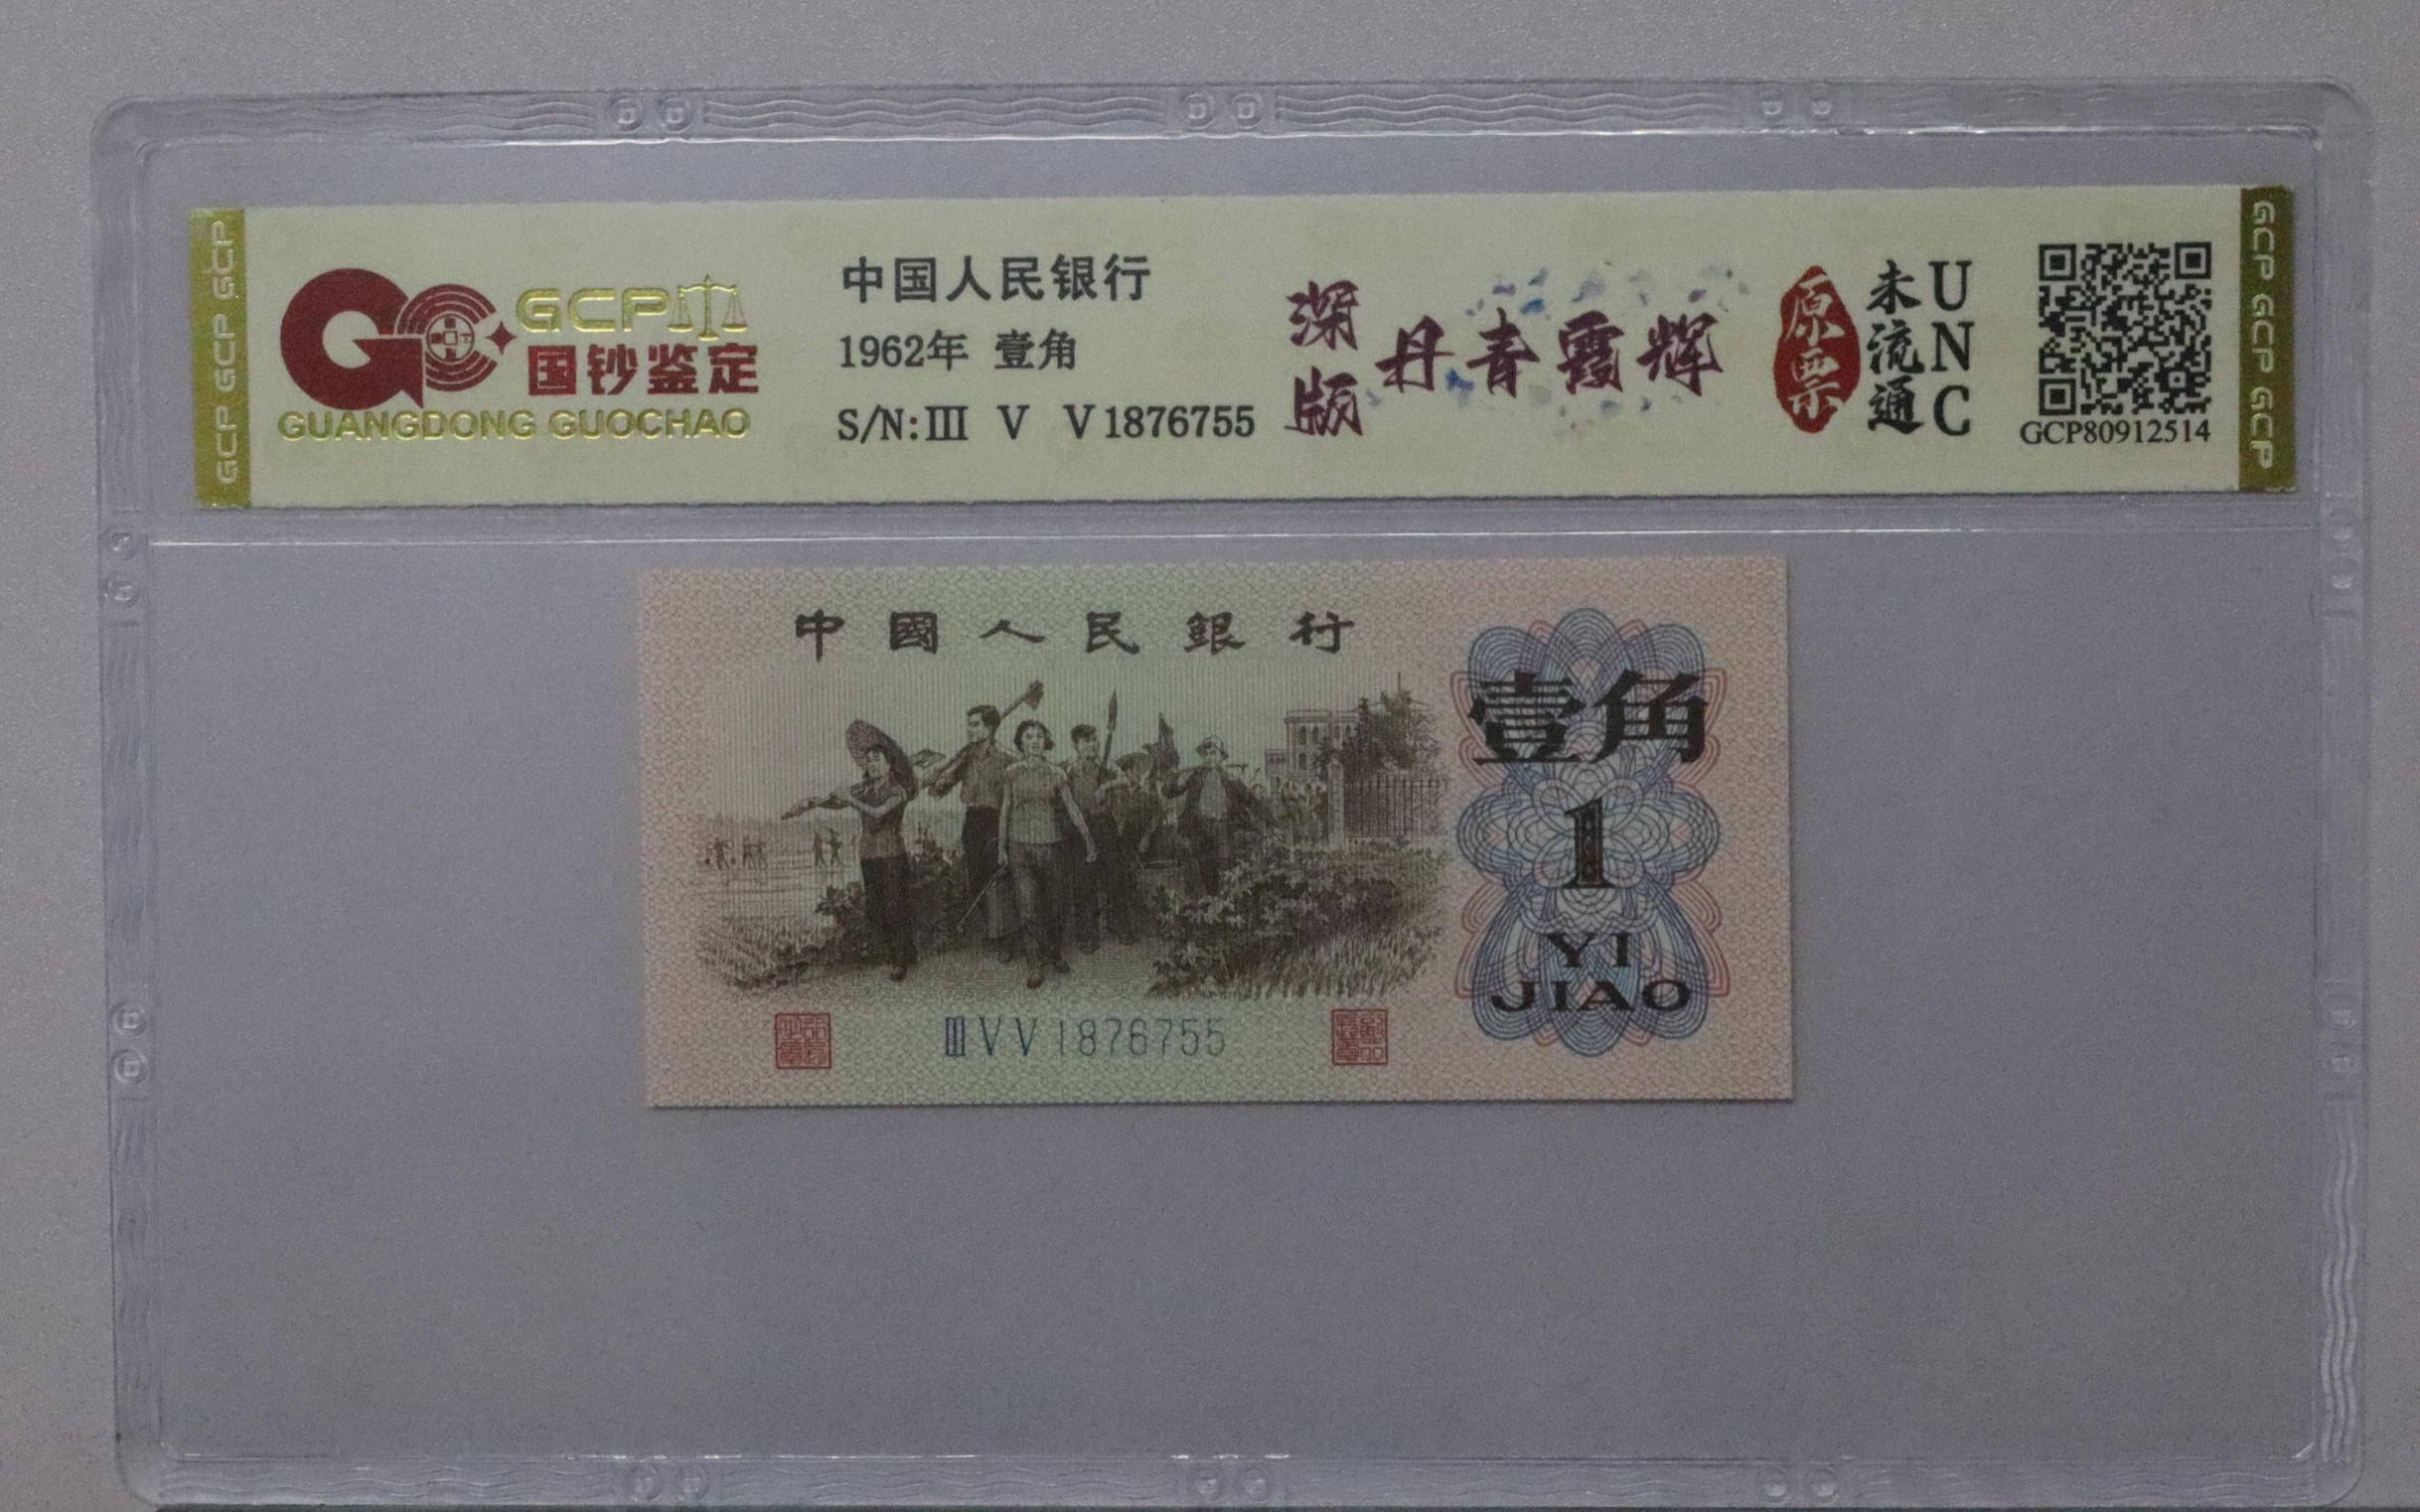 GCP GCP GCP
GCP
国钞鉴定
GUANGDONG GUOCHAO
中国人民银行
1962年 壹角
S/N:Ⅲ V V1876755
深版
丹青霞辉
原票
未流通
UNC
GCP80912514
GCP GCP GCP
中國人民銀行
壹角
1
YI
JIAO
ⅢVV1876755